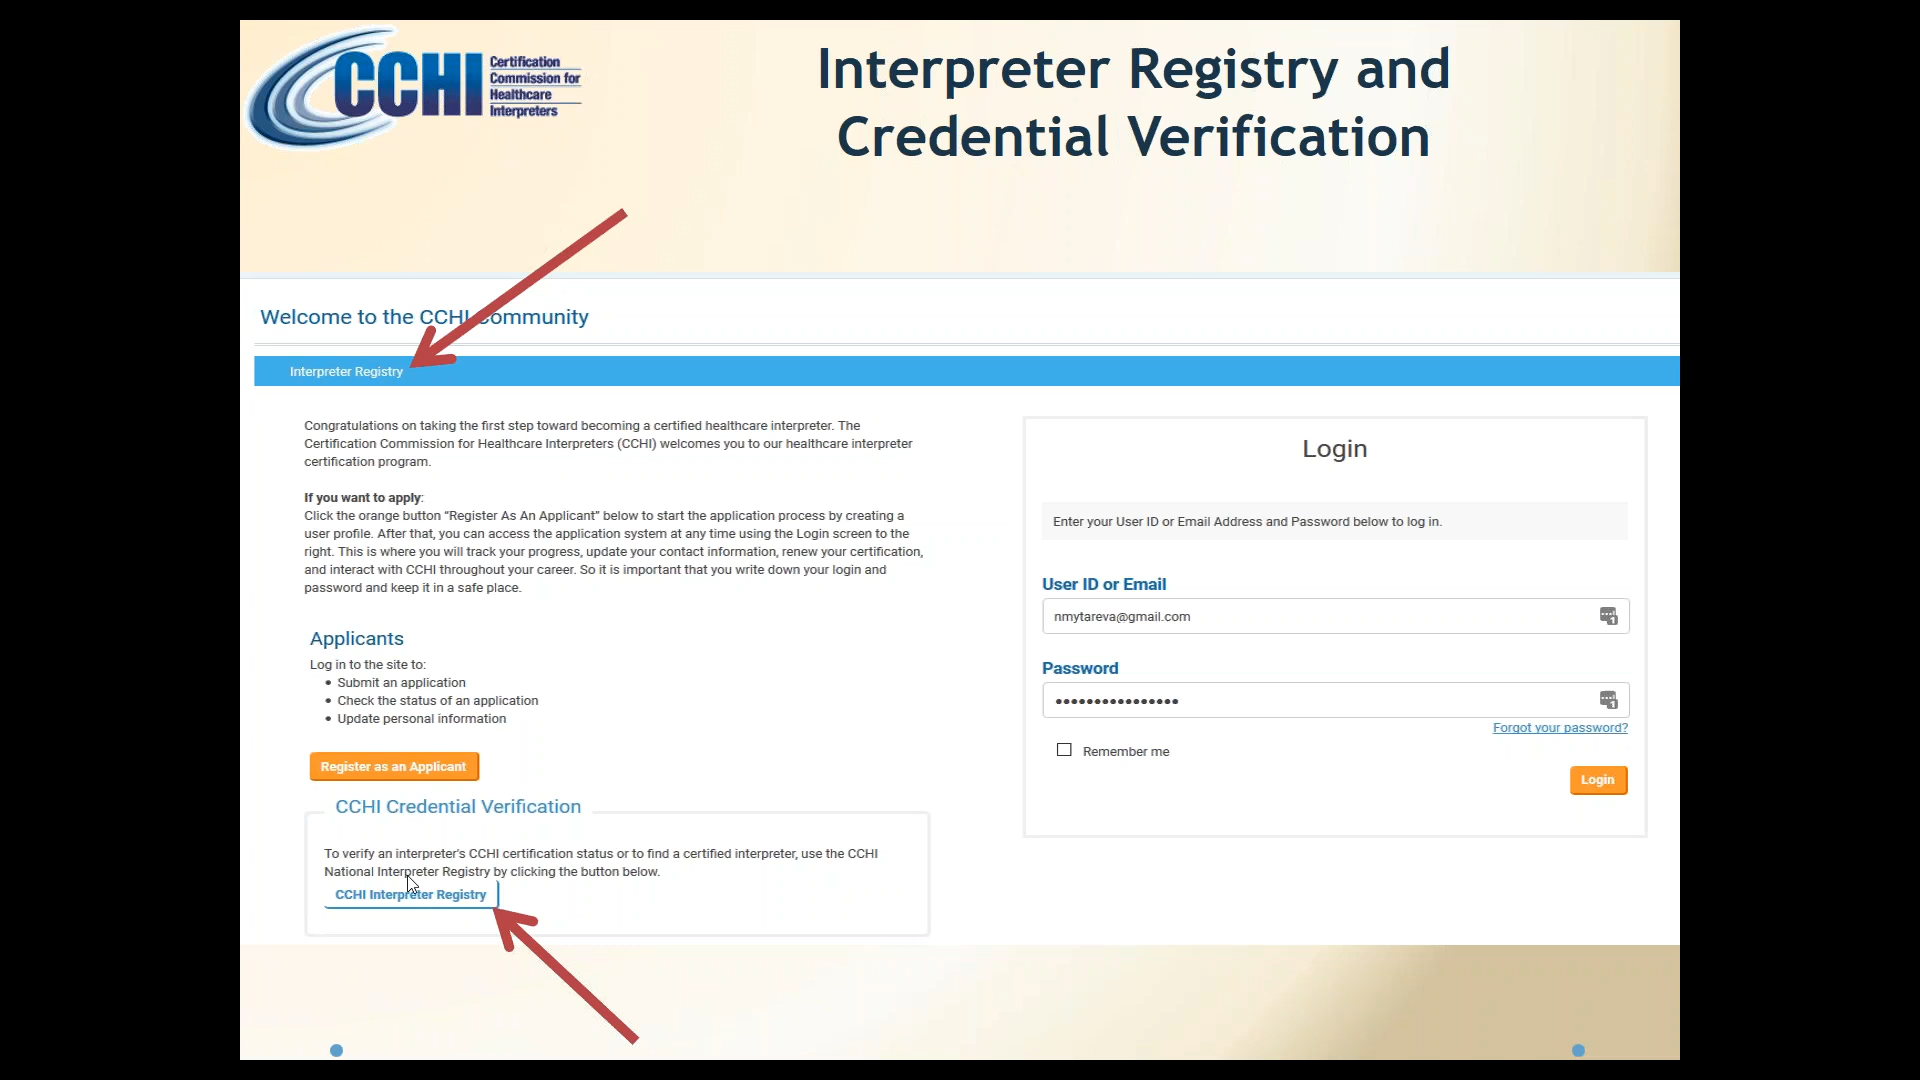 CCHI
Certification
Commission for
Healthcare
Interpreters
Interpreter Registry and
Credential Verification
Welcome to the CCHI Community
Interpreter Registry
Congratulations on taking the first step toward becoming a certified healthcare interpreter. The
Certification Commission for Healthcare Interpreters (CCHI) welcomes you to our healthcare interpreter
certification program.
If you want to apply:
Click the orange button "Register As An Applicant" below to start the application process by creating a
user profile. After that, you can access the application system at any time using the Login screen to the
right. This is where you will track your progress, update your contact information, renew your certification,
and interact with CCHI throughout your career. So it is important that you write down your login and
password and keep it in a safe place.
Applicants
Log in to the site to:
• Submit an application
• Check the status of an application
• Update personal information
Register as an Applicant
CCHI Credential Verification
To verify an interpreter's CCHI certification status or to find a certified interpreter, use the CCHI
National Interpreter Registry by clicking the button below.
CCHI Interpreter Registry
Login
Enter your User ID or Email Address and Password below to log in.
User ID or Email
nmytareva@gmail.com
Password
••••••••••••••••
Forgot your password?
Remember me
Login